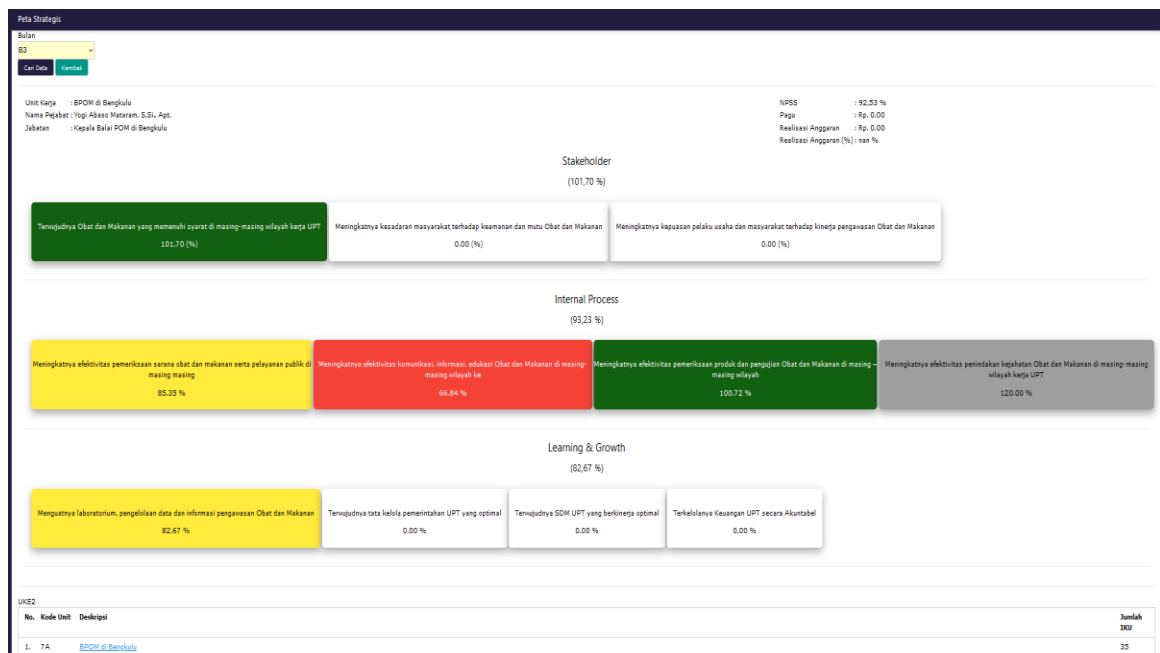 Peta Strategis
Bulan
B3
Cari Data Kembali
Unit Kerja : BPOM di Bengkulu
Nama Pejabat : Yogi Abaso Mataram, S.Si., Apt.
Jabatan : Kepala Balai POM di Bengkulu
NPSS : 92.53 %
Pagu : Rp. 0.00
Realisasi Anggaran : Rp. 0.00
Realisasi Anggaran (%) : nan %
Stakeholder
(101,70 %)
Terwujudnya Obat dan Makanan yang memenuhi syarat di masing-masing wilayah kerja UPT
101.70 (%)
Meningkatnya kesadaran masyarakat terhadap keamanan dan mutu Obat dan Makanan
0.00 (%)
Meningkatnya kepuasan pelaku usaha dan masyarakat terhadap kinerja pengawasan Obat dan Makanan
0.00 (%)
Internal Process
(93,23 %)
Meningkatnya efektivitas pemeriksaan sarana obat dan makanan serta pelayanan publik di
masing masing
85.35 %
Meningkatnya efektivitas komunikasi, informasi, edukasi Obat dan Makanan di masing-
masing wilayah ke
66.84 %
Meningkatnya efektivitas pemeriksaan produk dan pengujian Obat dan Makanan di masing –
masing wilayah
100.72 %
Meningkatnya efektivitas penindakan kejahatan Obat dan Makanan di masing-masing
wilayah kerja UPT
120.00 %
Learning & Growth
(82,67 %)
Menguatnya laboratorium, pengelolaan data dan informasi pengawasan Obat dan Makanan
82.67 %
Terwujudnya tata kelola pemerintahan UPT yang optimal
0.00 %
Terwujudnya SDM UPT yang berkinerja optimal
0.00 %
Terkelolanya Keuangan UPT secara Akuntabel
0.00 %
UKE2
No. Kode Unit Deskripsi Jumlah
IKU
1. 7A BPOM di Bengkulu 35